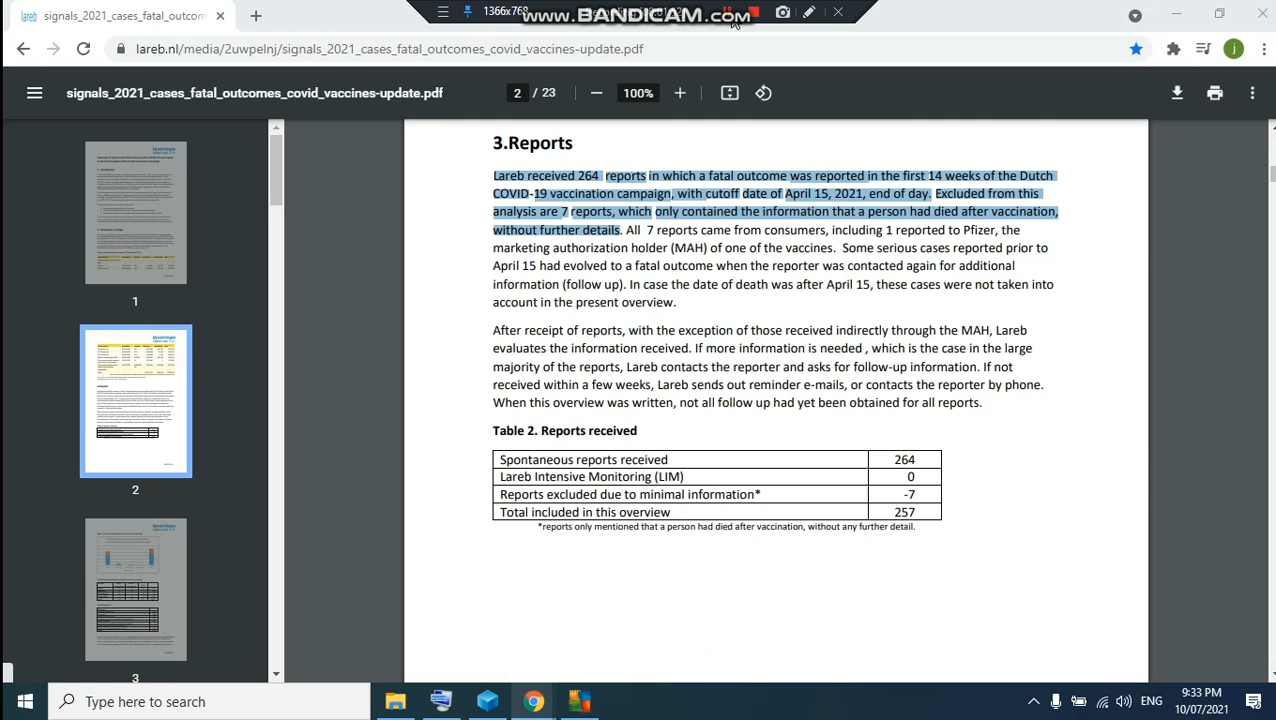 lareb signals_2021_cases_fatal_outcom
1366x768
www.BANDICAM.com
lareb.nl/media/2uwpelnj/signals_2021_cases_fatal_outcomes_covid_vaccines-update.pdf
j
signals_2021_cases_fatal_outcomes_covid_vaccines-update.pdf
2 / 23
100%
3.Reports
Lareb received 264 reports in which a fatal outcome was reported in the first 14 weeks of the Dutch
COVID-19 vaccination campaign, with cutoff date of April 15, 2021, end of day. Excluded from this
analysis are 7 reports, which only contained the information that a person had died after vaccination,
without further details. All 7 reports came from consumers, including 1 reported to Pfizer, the
marketing authorization holder (MAH) of one of the vaccines. Some serious cases reported prior to
April 15 had evolved to a fatal outcome when the reporter was contacted again for additional
information (follow up). In case the date of death was after April 15, these cases were not taken into
account in the present overview.
After receipt of reports, with the exception of those received indirectly through the MAH, Lareb
evaluates the information received. If more information is needed , which is the case in the large
majority of the reports, Lareb contacts the reporter and asks for follow-up information. If not
received within a few weeks, Lareb sends out reminder e-mails, or contacts the reporter by phone.
When this overview was written, not all follow up had yet been obtained for all reports.
Table 2. Reports received
Spontaneous reports received 264
Lareb Intensive Monitoring (LIM) 0
Reports excluded due to minimal information* -7
Total included in this overview 257
*reports only mentioned that a person had died after vaccination, without any further detail.
1
2
3
Type here to search
ENG
9:33 PM
10/07/2021